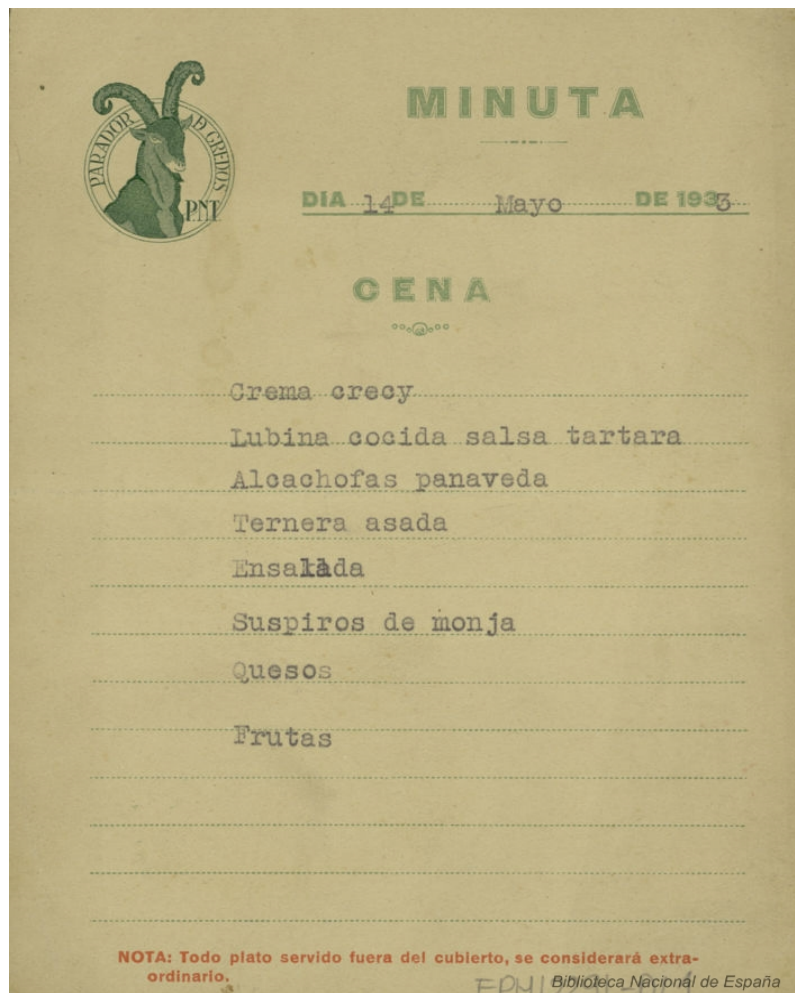 PARADOR D GREDOS
P.N.T
MINUTA
DIA 14 DE Mayo DE 1933
CENA
Crema crecy
Lubina cocida salsa tartara
Alcachofas panaveda
Ternera asada
Ensalada
Suspiros de monja
Quesos
Frutas
NOTA: Todo plato servido fuera del cubierto, se considerará extra-
ordinario.
Biblioteca Nacional de España